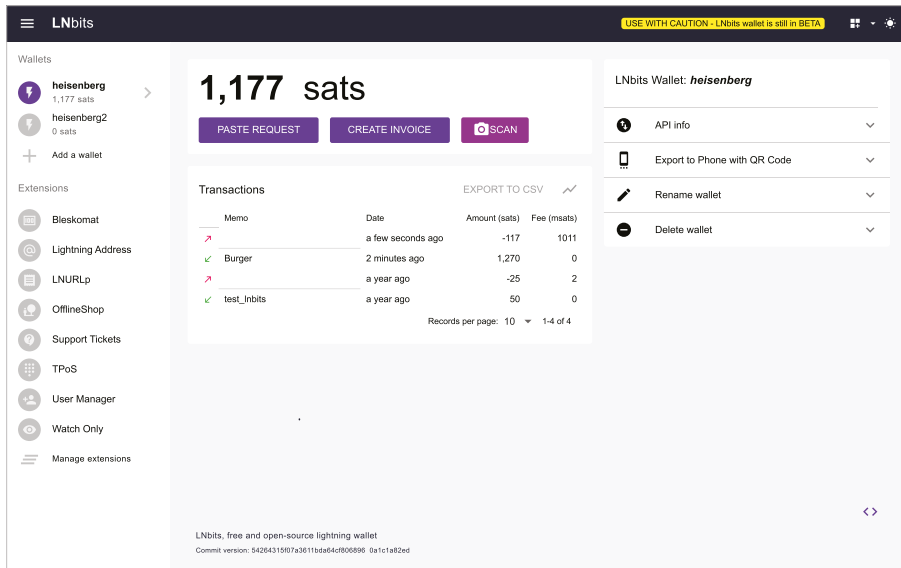 LNbits
USE WITH CAUTION - LNbits wallet is still in BETA
Wallets
heisenberg
1,177 sats
heisenberg2
0 sats
Add a wallet
Extensions
Bleskomat
Lightning Address
LNURLp
OfflineShop
Support Tickets
TPoS
User Manager
Watch Only
Manage extensions
1,177 sats
PASTE REQUEST CREATE INVOICE SCAN
Transactions EXPORT TO CSV
Memo Date Amount (sats) Fee (msats)
a few seconds ago -117 1011
Burger 2 minutes ago 1,270 0
a year ago -25 2
test_lnbits a year ago 50 0
Records per page: 10 1-4 of 4
LNbits Wallet: heisenberg
API info
Export to Phone with QR Code
Rename wallet
Delete wallet
LNbits, free and open-source lightning wallet
Commit version: 54264315f07a3611bda64cf806896 0a1c1a82ed